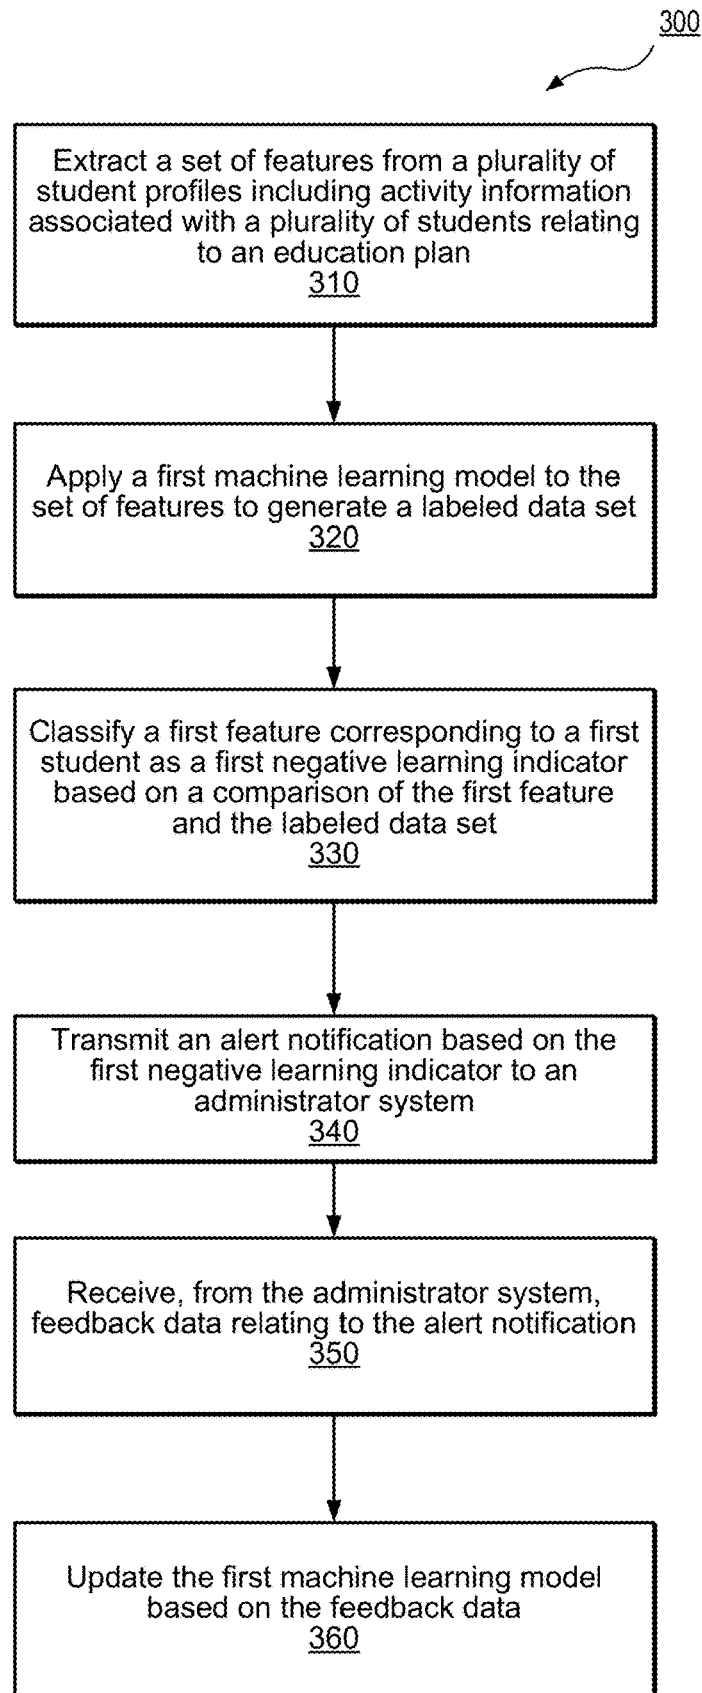 300
Extract a set of features from a plurality of
student profiles including activity information
associated with a plurality of students relating
to an education plan
310
Apply a first machine learning model to the
set of features to generate a labeled data set
320
Classify a first feature corresponding to a first
student as a first negative learning indicator
based on a comparison of the first feature
and the labeled data set
330
Transmit an alert notification based on the
first negative learning indicator to an
administrator system
340
Receive, from the administrator system,
feedback data relating to the alert notification
350
Update the first machine learning model
based on the feedback data
360